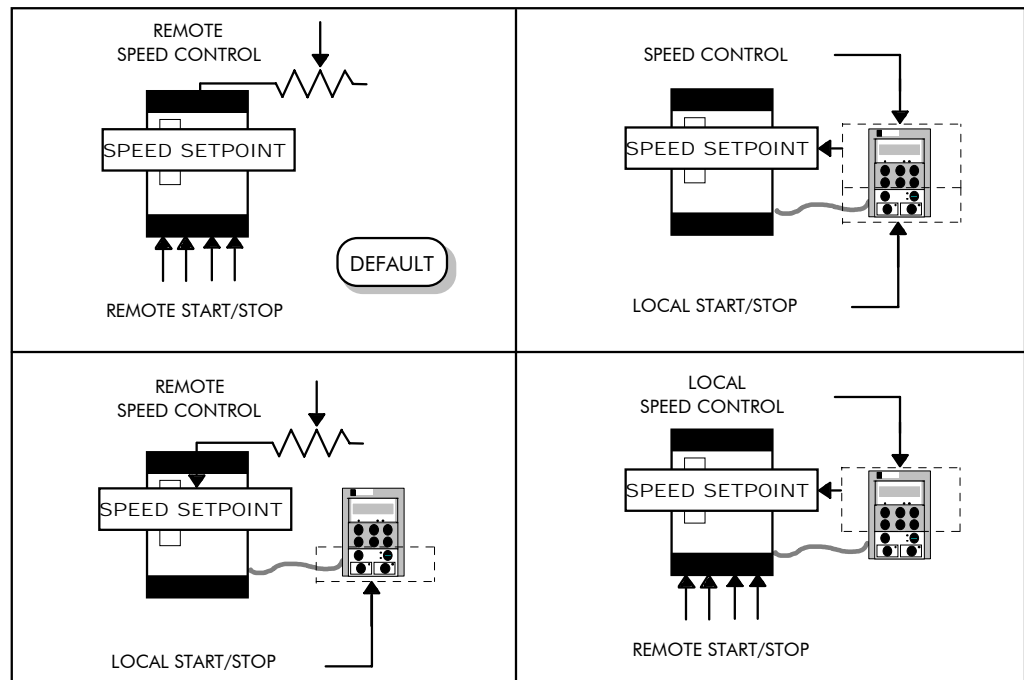 REMOTE
SPEED CONTROL
SPEED SETPOINT
DEFAULT
REMOTE START/STOP
SPEED CONTROL
SPEED SETPOINT
LOCAL START/STOP
REMOTE
SPEED CONTROL
SPEED SETPOINT
LOCAL START/STOP
LOCAL
SPEED CONTROL
SPEED SETPOINT
REMOTE START/STOP